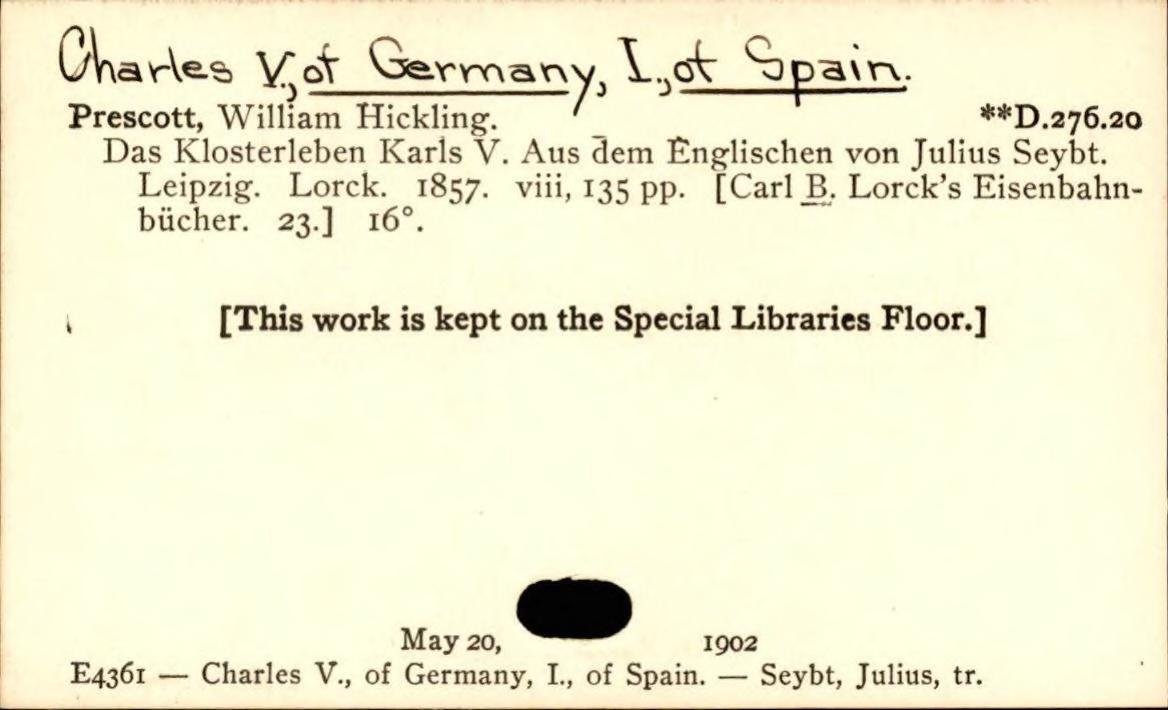 Charles V., of Germany, I., of Spain.
Prescott, William Hickling. **D.276.20
Das Klosterleben Karls V. Aus dem Englischen von Julius Seybt.
Leipzig. Lorck. 1857. viii, 135 pp. [Carl B. Lorck's Eisenbahn-
bücher. 23.] 16°.
[This work is kept on the Special Libraries Floor.]
May 20, 1902
E4361 — Charles V., of Germany, I., of Spain. — Seybt, Julius, tr.